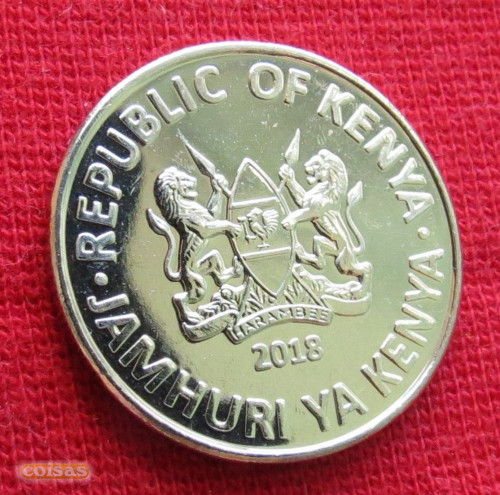 REPUBLIC OF KENYA
HARAMBEE
2018
JAMHURI YA KENYA
coisas